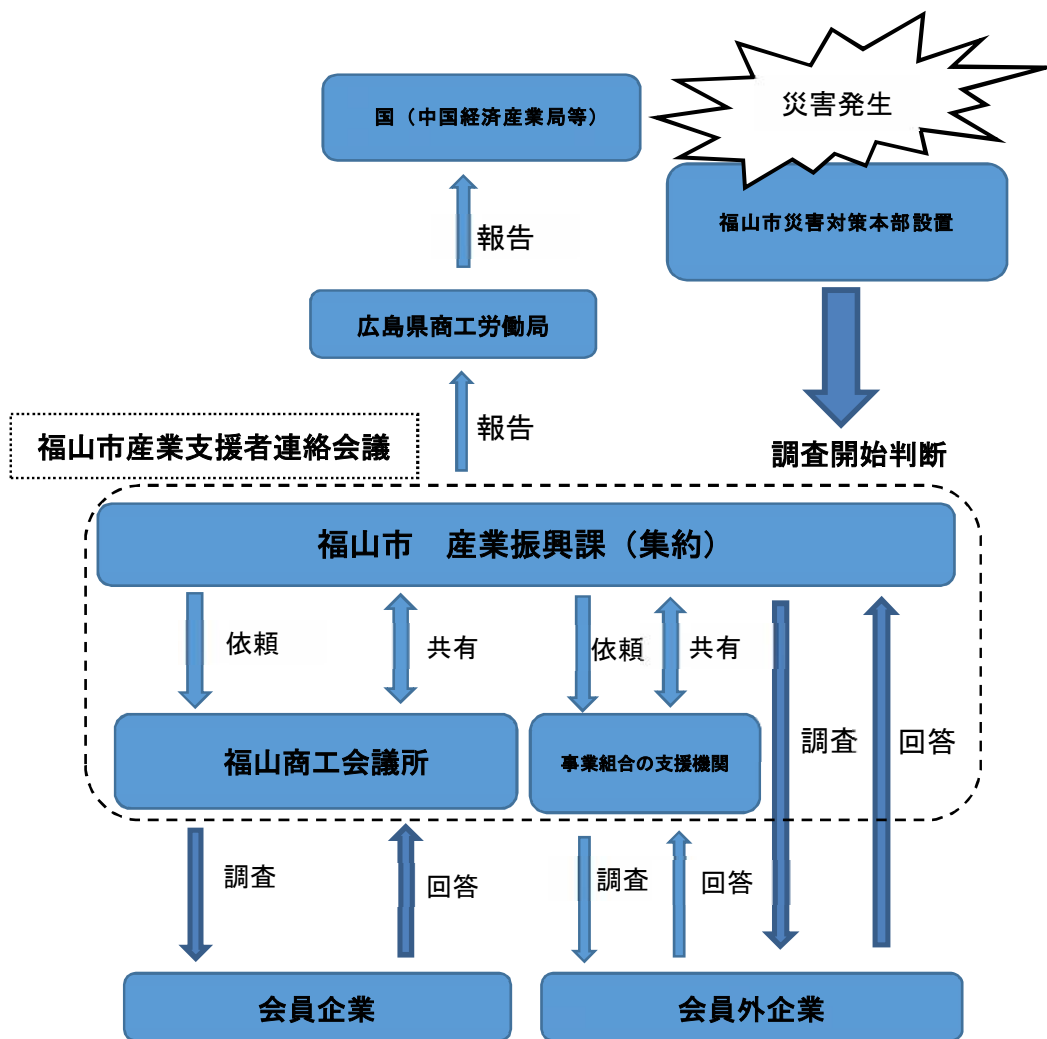 災害発生
国（中国経済産業局等）
福山市災害対策本部設置
報告
広島県商工労働局
報告
福山市産業支援者連絡会議
調査開始判断
福山市　産業振興課（集約）
依頼
共有
依頼
共有
福山商工会議所
事業組合の支援機関
調査
回答
調査
回答
調査
回答
会員企業
会員外企業